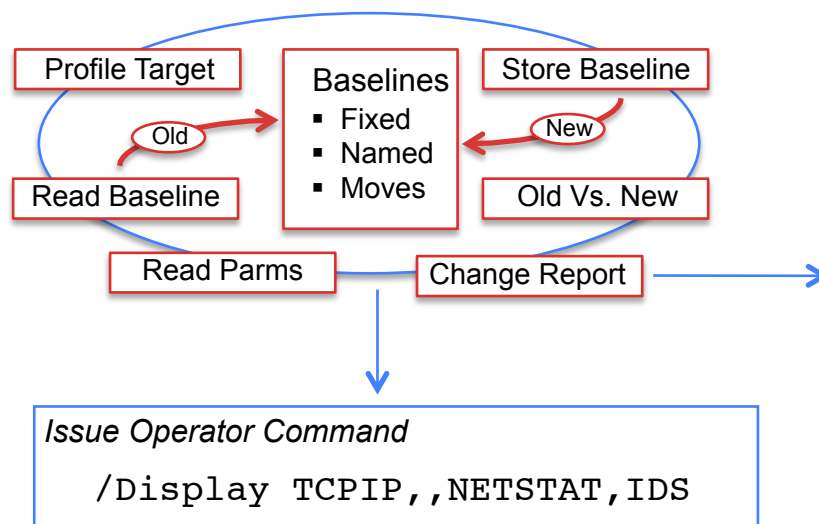 Profile Target
Baselines
▪ Fixed
▪ Named
▪ Moves
Store Baseline
Old
New
Read Baseline
Old Vs. New
Read Parms
Change Report
Issue Operator Command
/Display TCPIP,,NETSTAT,IDS